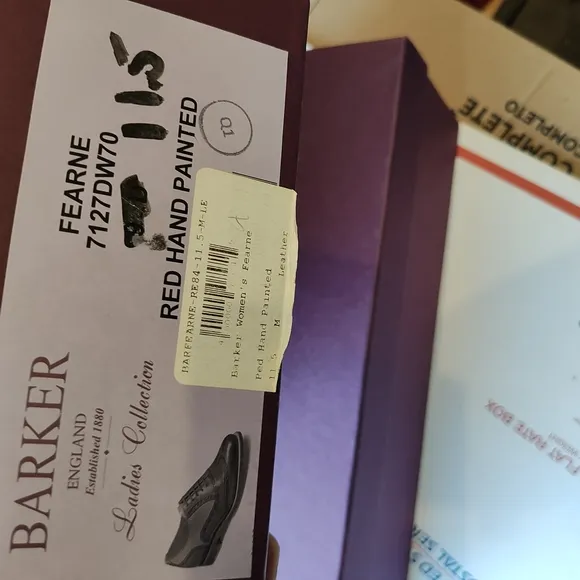 FEARNE
7127DW70
11.5
RED HAND PAINTED
BARKER
ENGLAND
Established 1880
Ladies Collection
BARFEARNE-RE84-11.5-M-LE
Barker Women's Fearne
Red Hand Painted
11.5 M Leather
COMPLETE
COMPLETO
FLAT RATE BOX